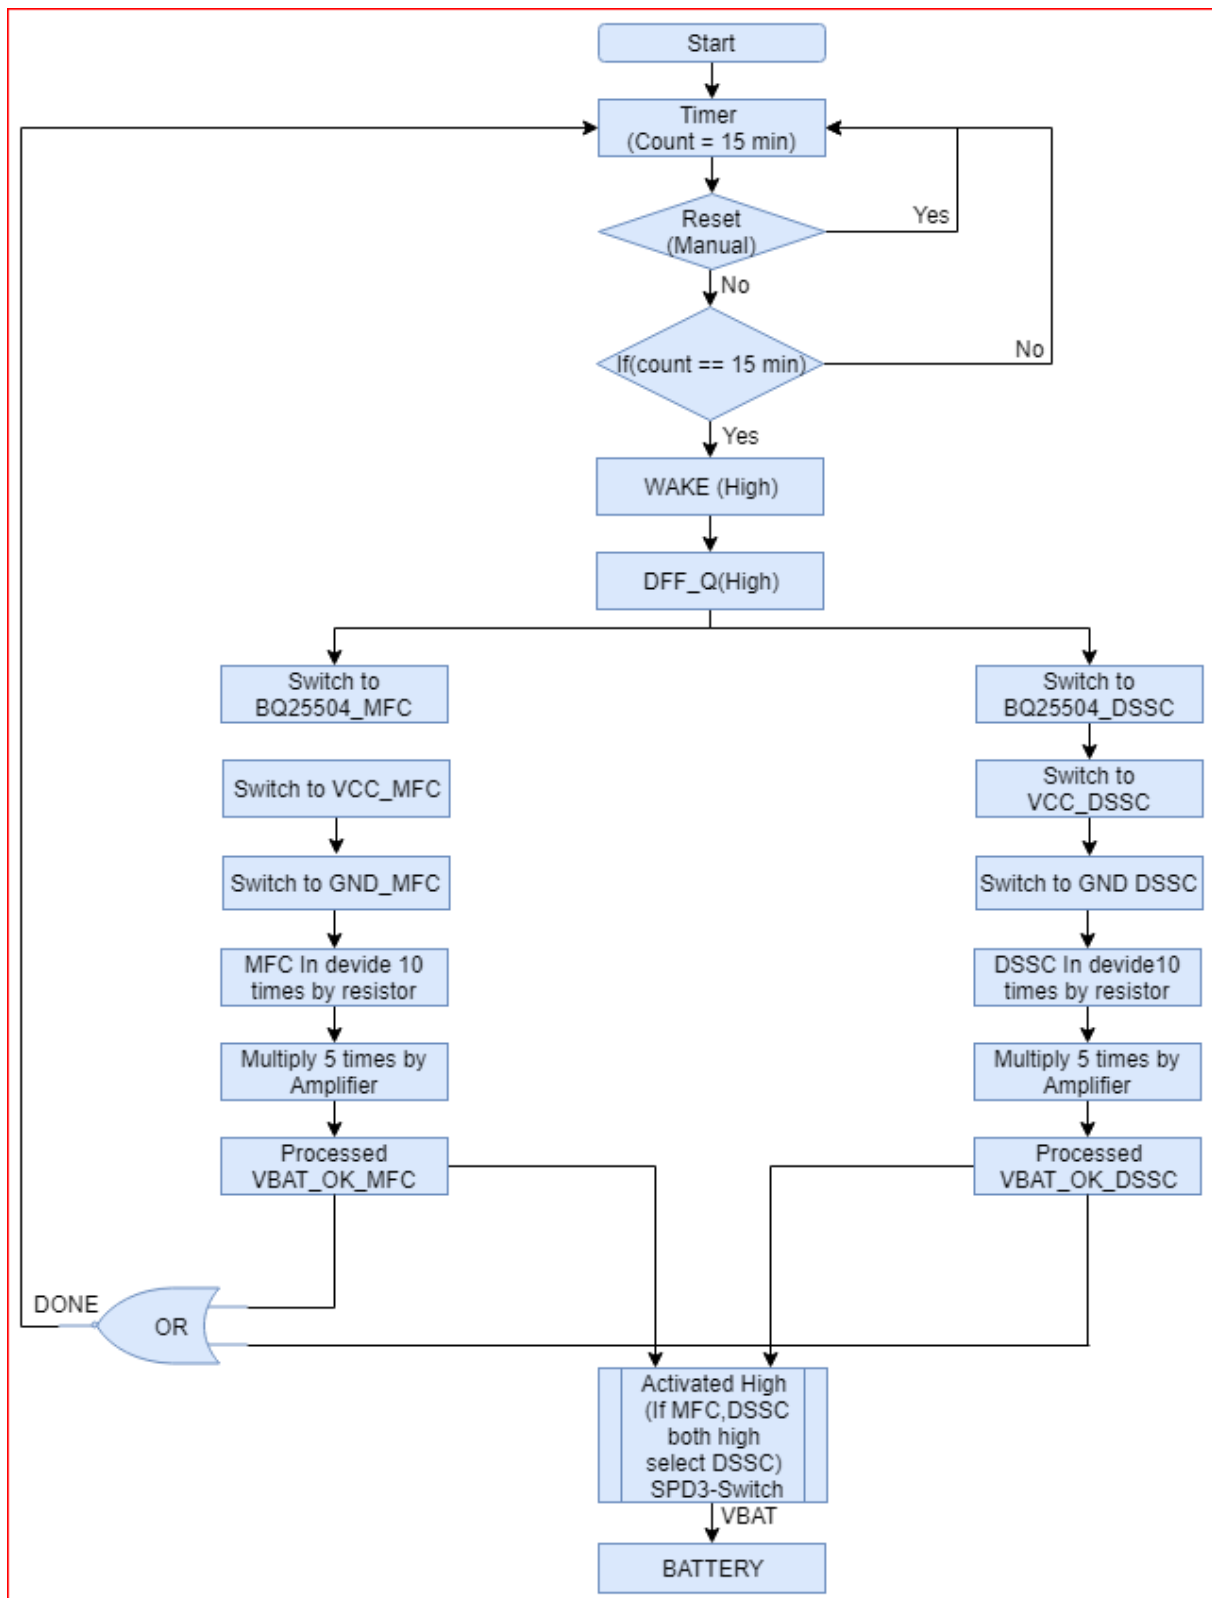 Start
Timer
(Count = 15 min)
Reset
(Manual)
Yes
No
If(count == 15 min)
No
Yes
WAKE (High)
DFF_Q(High)
Switch to
BQ25504_MFC
Switch to VCC_MFC
Switch to GND_MFC
MFC In devide 10
times by resistor
Multiply 5 times by
Amplifier
Processed
VBAT_OK_MFC
Switch to
BQ25504_DSSC
Switch to
VCC_DSSC
Switch to GND DSSC
DSSC In devide10
times by resistor
Multiply 5 times by
Amplifier
Processed
VBAT_OK_DSSC
DONE
OR
Activated High
(If MFC,DSSC
both high
select DSSC)
SPD3-Switch
VBAT
BATTERY